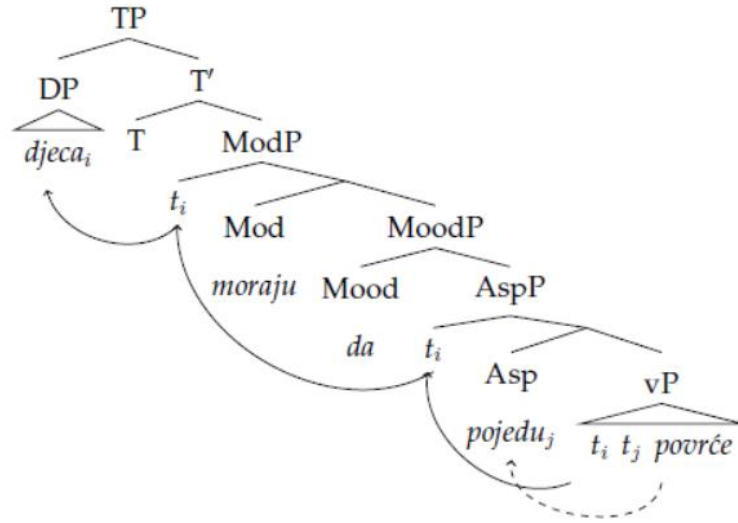 TP
DP T′
djeca_i T ModP
t_i Mod MoodP
moraju Mood AspP
da t_i Asp vP
pojedu_j t_i t_j povrće